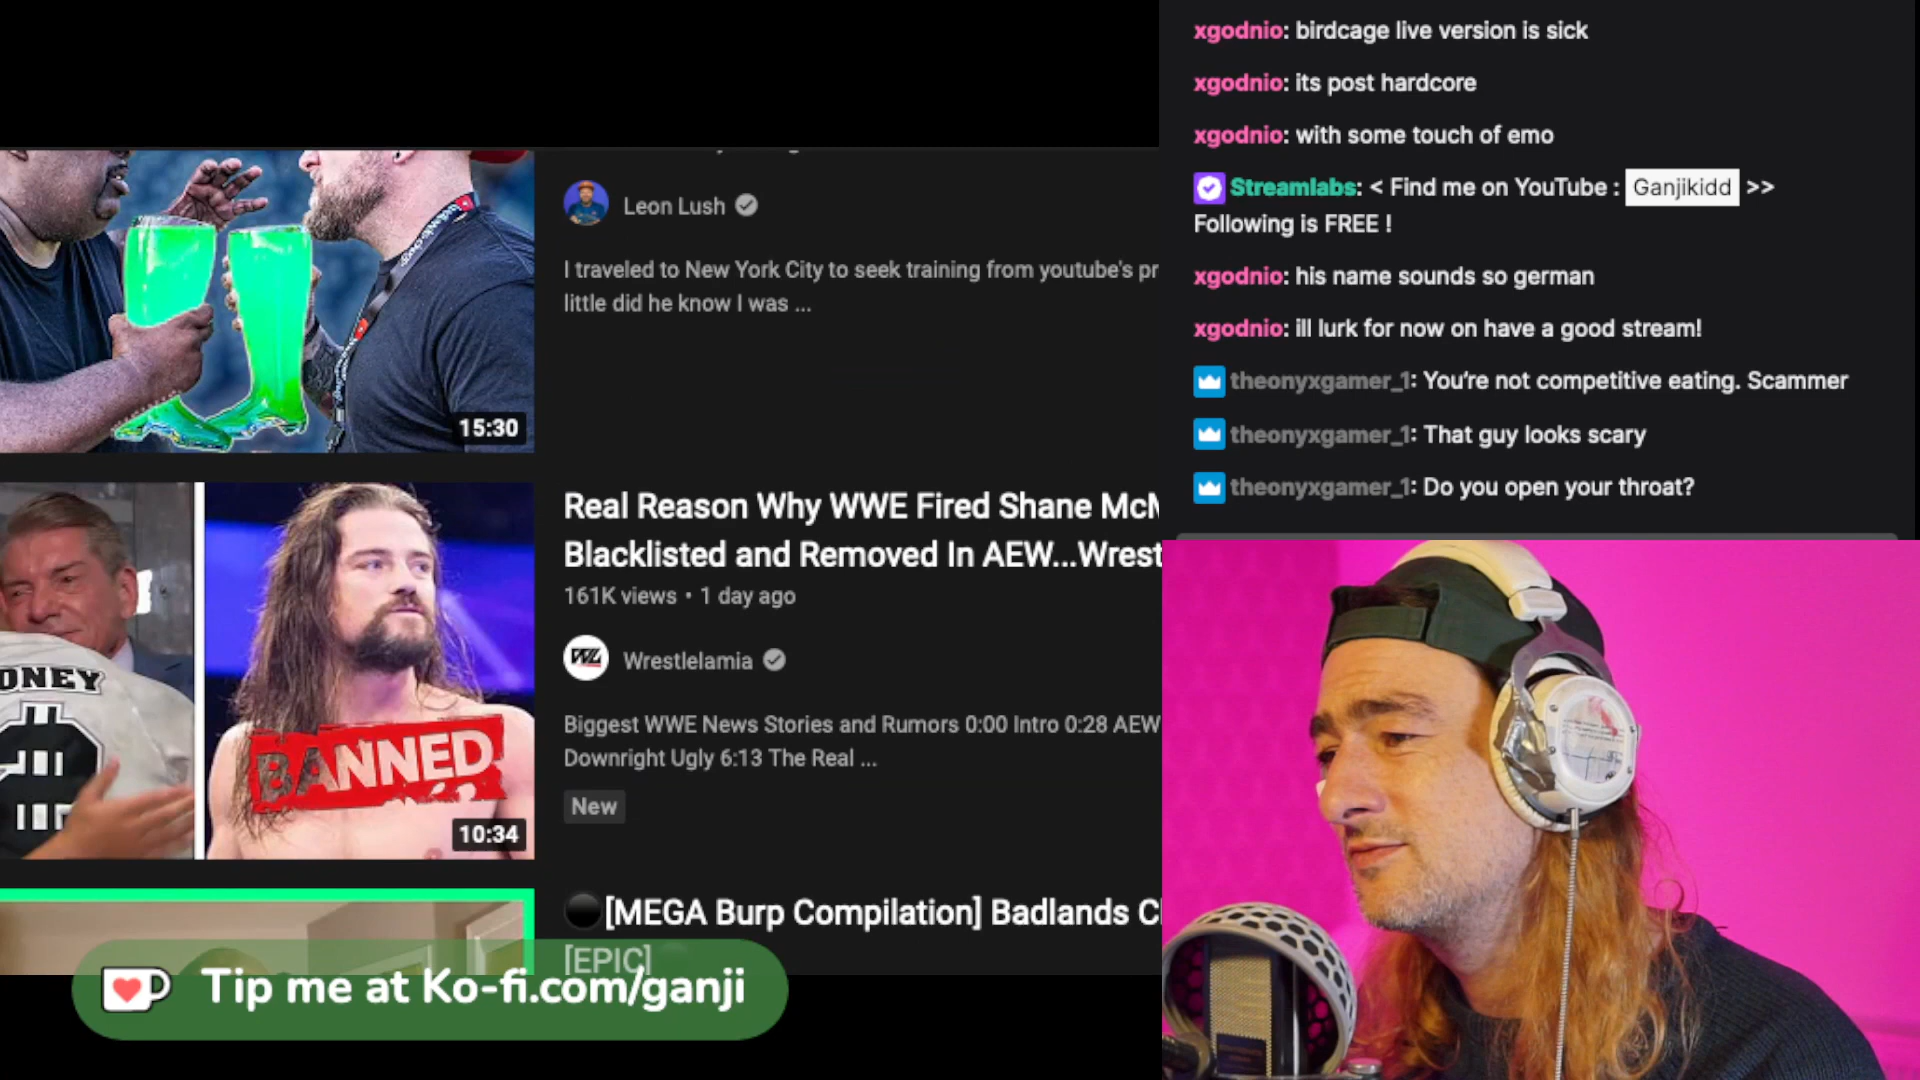 Leon Lush
I traveled to New York City to seek training from youtube's pr
little did he know I was ...
15:30
Real Reason Why WWE Fired Shane McM
Blacklisted and Removed In AEW...Wrest
161K views • 1 day ago
WL
Wrestlelamia
Biggest WWE News Stories and Rumors 0:00 Intro 0:28 AEW
Downright Ugly 6:13 The Real ...
New
ONEY
BANNED
10:34
[MEGA Burp Compilation] Badlands C
[EPIC]
Tip me at Ko-fi.com/ganji
xgodnio: birdcage live version is sick
xgodnio: its post hardcore
xgodnio: with some touch of emo
Streamlabs: < Find me on YouTube : Ganjikidd >>
Following is FREE !
xgodnio: his name sounds so german
xgodnio: ill lurk for now on have a good stream!
theonyxgamer_1: You're not competitive eating. Scammer
theonyxgamer_1: That guy looks scary
theonyxgamer_1: Do you open your throat?